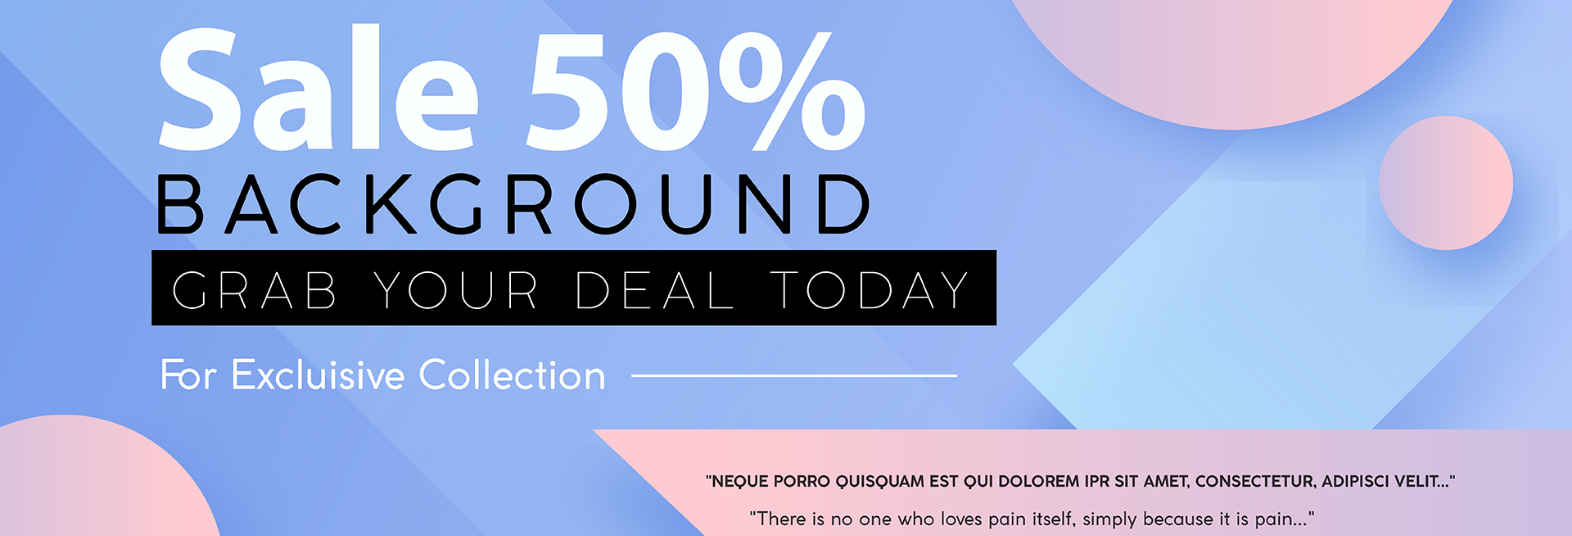 Sale 50%
BACKGROUND
GRAB YOUR DEAL TODAY
For Excluisive Collection
"NEQUE PORRO QUISQUAM EST QUI DOLOREM IPR SIT AMET, CONSECTETUR, ADIPISCI VELIT..."
"There is no one who loves pain itself, simply because it is pain..."